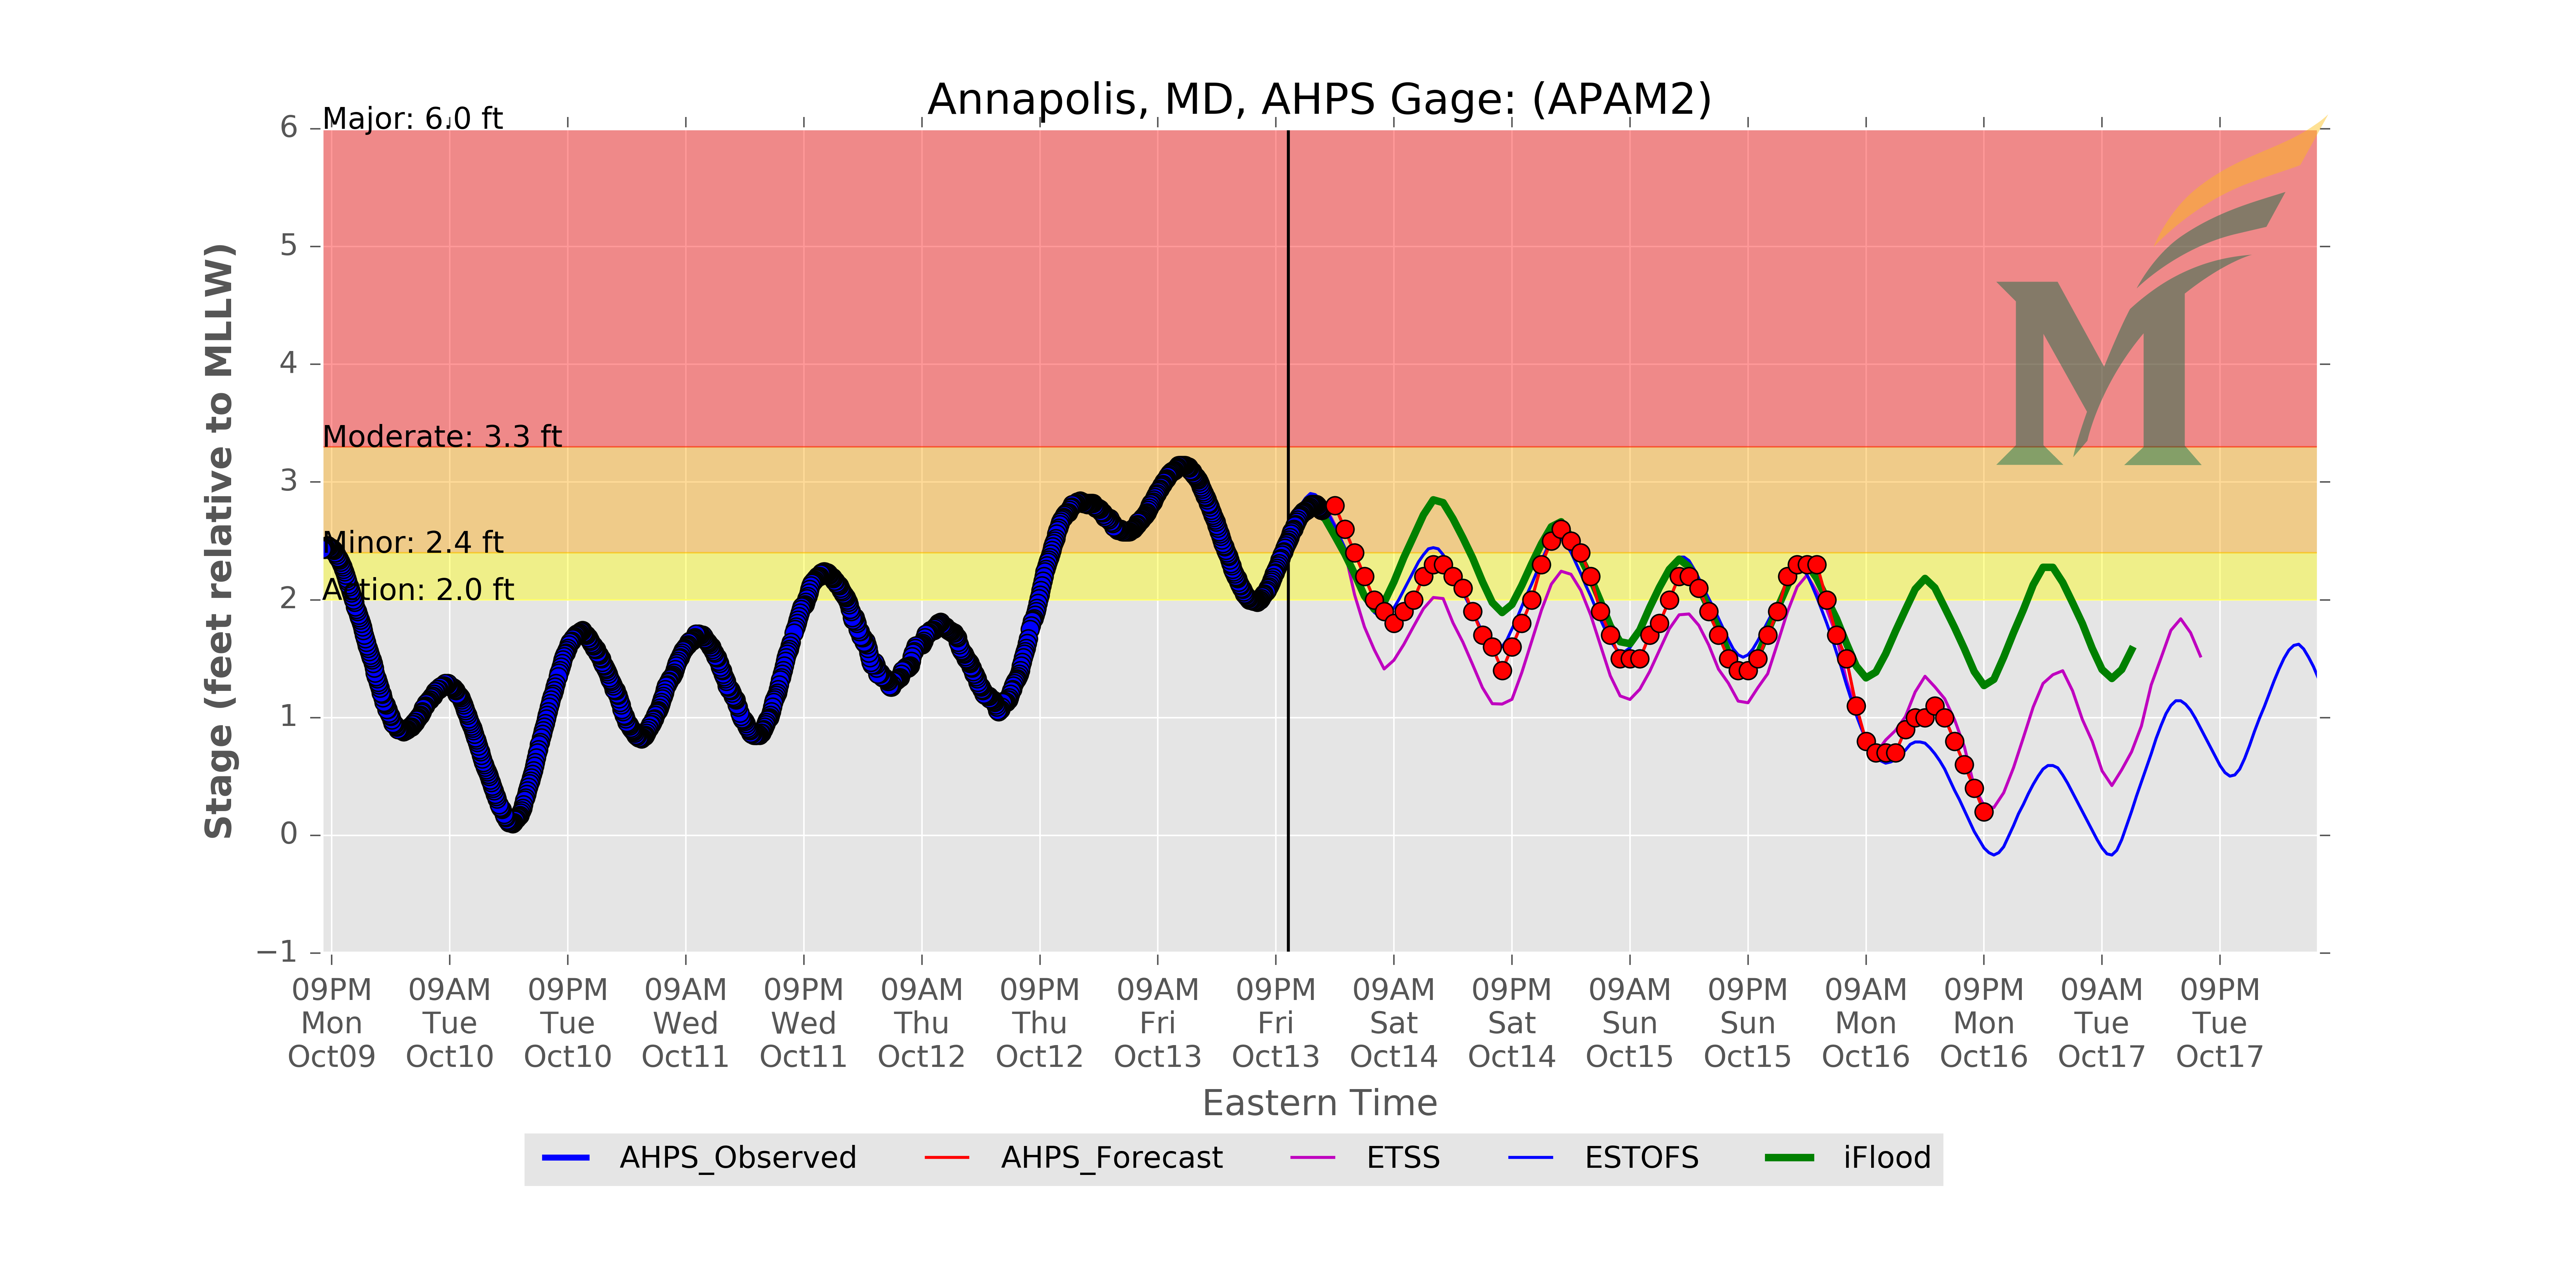 Annapolis, MD, AHPS Gage: (APAM2)
Major: 6.0 ft
Moderate: 3.3 ft
Minor: 2.4 ft
Action: 2.0 ft
6
5
4
3
2
1
0
−1
Stage (feet relative to MLLW)
09PM 09AM 09PM 09AM 09PM 09AM 09PM 09AM 09PM 09AM 09PM 09AM 09PM 09AM 09PM 09AM 09PM
Mon Tue Tue Wed Wed Thu Thu Fri Fri Sat Sat Sun Sun Mon Mon Tue Tue
Oct09 Oct10 Oct10 Oct11 Oct11 Oct12 Oct12 Oct13 Oct13 Oct14 Oct14 Oct15 Oct15 Oct16 Oct16 Oct17 Oct17
Eastern Time
AHPS_Observed AHPS_Forecast ETSS ESTOFS iFlood
M